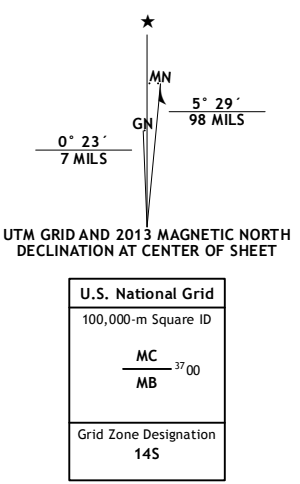 ★
MN
5° 29´
98 MILS
GN
0° 23´
7 MILS
UTM GRID AND 2013 MAGNETIC NORTH
DECLINATION AT CENTER OF SHEET
U.S. National Grid
100,000-m Square ID
MC
3700
MB
Grid Zone Designation
14S